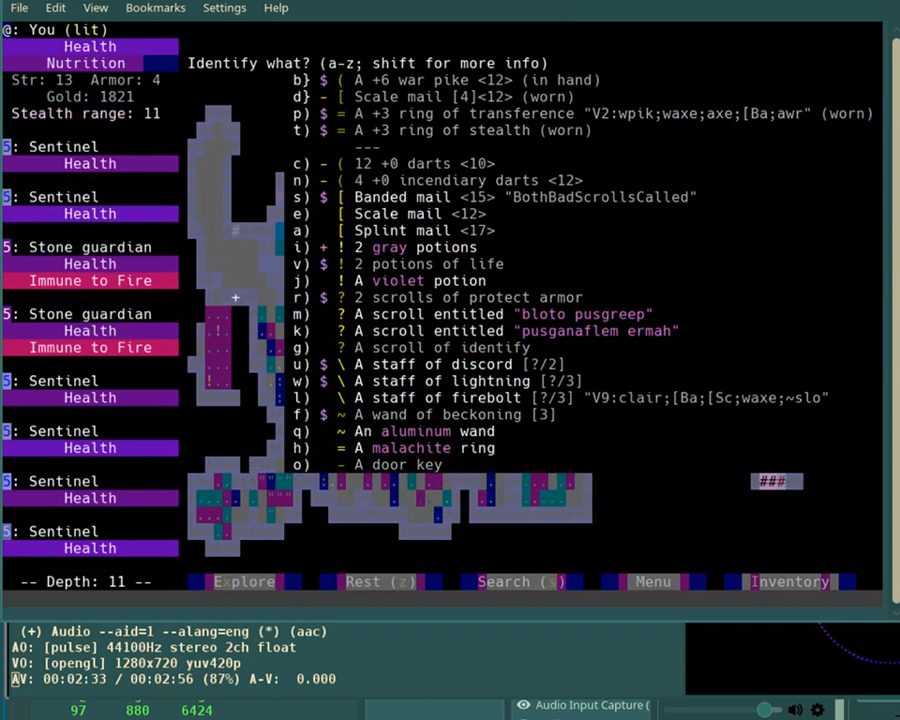 File Edit View Bookmarks Settings Help
@: You (lit)
Health
Nutrition
Str: 13 Armor: 4
Gold: 1821
Stealth range: 11
5: Sentinel
Health
5: Sentinel
Health
5: Stone guardian
Health
Immune to Fire
5: Stone guardian
Health
Immune to Fire
5: Sentinel
Health
5: Sentinel
Health
5: Sentinel
Health
5: Sentinel
Health
-- Depth: 11 --
Identify what? (a-z; shift for more info)
b} $ ( A +6 war pike <12> (in hand)
d} - [ Scale mail [4]<12> (worn)
p) $ = A +3 ring of transference "V2:wpik;waxe;axe;[Ba;awr" (worn)
t) $ = A +3 ring of stealth (worn)
---
c) - ( 12 +0 darts <10>
n) - ( 4 +0 incendiary darts <12>
s) $ [ Banded mail <15> "BothBadScrollsCalled"
e) [ Scale mail <12>
a) [ Splint mail <17>
i) + ! 2 gray potions
v) $ ! 2 potions of life
j) ! A violet potion
r) $ ? 2 scrolls of protect armor
m) ? A scroll entitled "bloto pusgreep"
k) ? A scroll entitled "pusganaflem ermah"
g) ? A scroll of identify
u) $ \ A staff of discord [?/2]
w) $ \ A staff of lightning [?/3]
l) \ A staff of firebolt [?/3] "V9:clair;[Ba;[Sc;waxe;~slo"
f) $ ~ A wand of beckoning [3]
q) ~ An aluminum wand
h) = A malachite ring
o) - A door key
Explore Rest (z) Search (s) Menu Inventory
(+) Audio --aid=1 --alang=eng (*) (aac)
AO: [pulse] 44100Hz stereo 2ch float
VO: [opengl] 1280x720 yuv420p
AV: 00:02:33 / 00:02:56 (87%) A-V: 0.000
97 880 6424
Audio Input Capture (